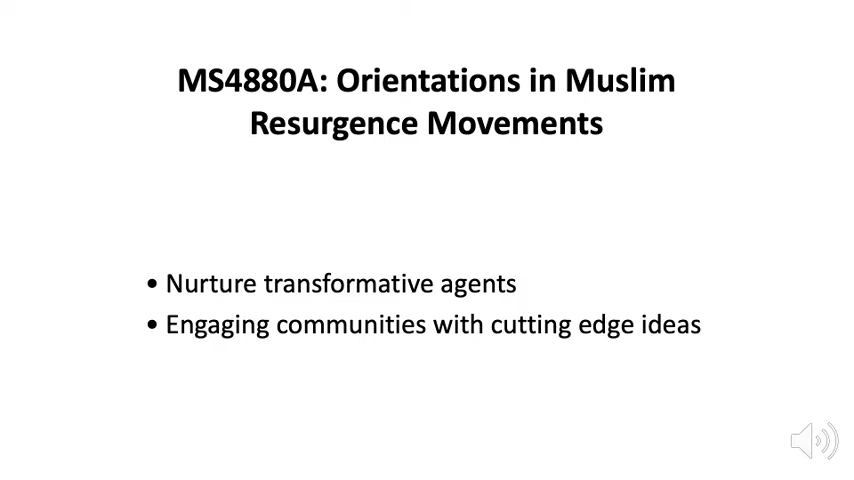 MS4880A: Orientations in Muslim
Resurgence Movements
• Nurture transformative agents
• Engaging communities with cutting edge ideas